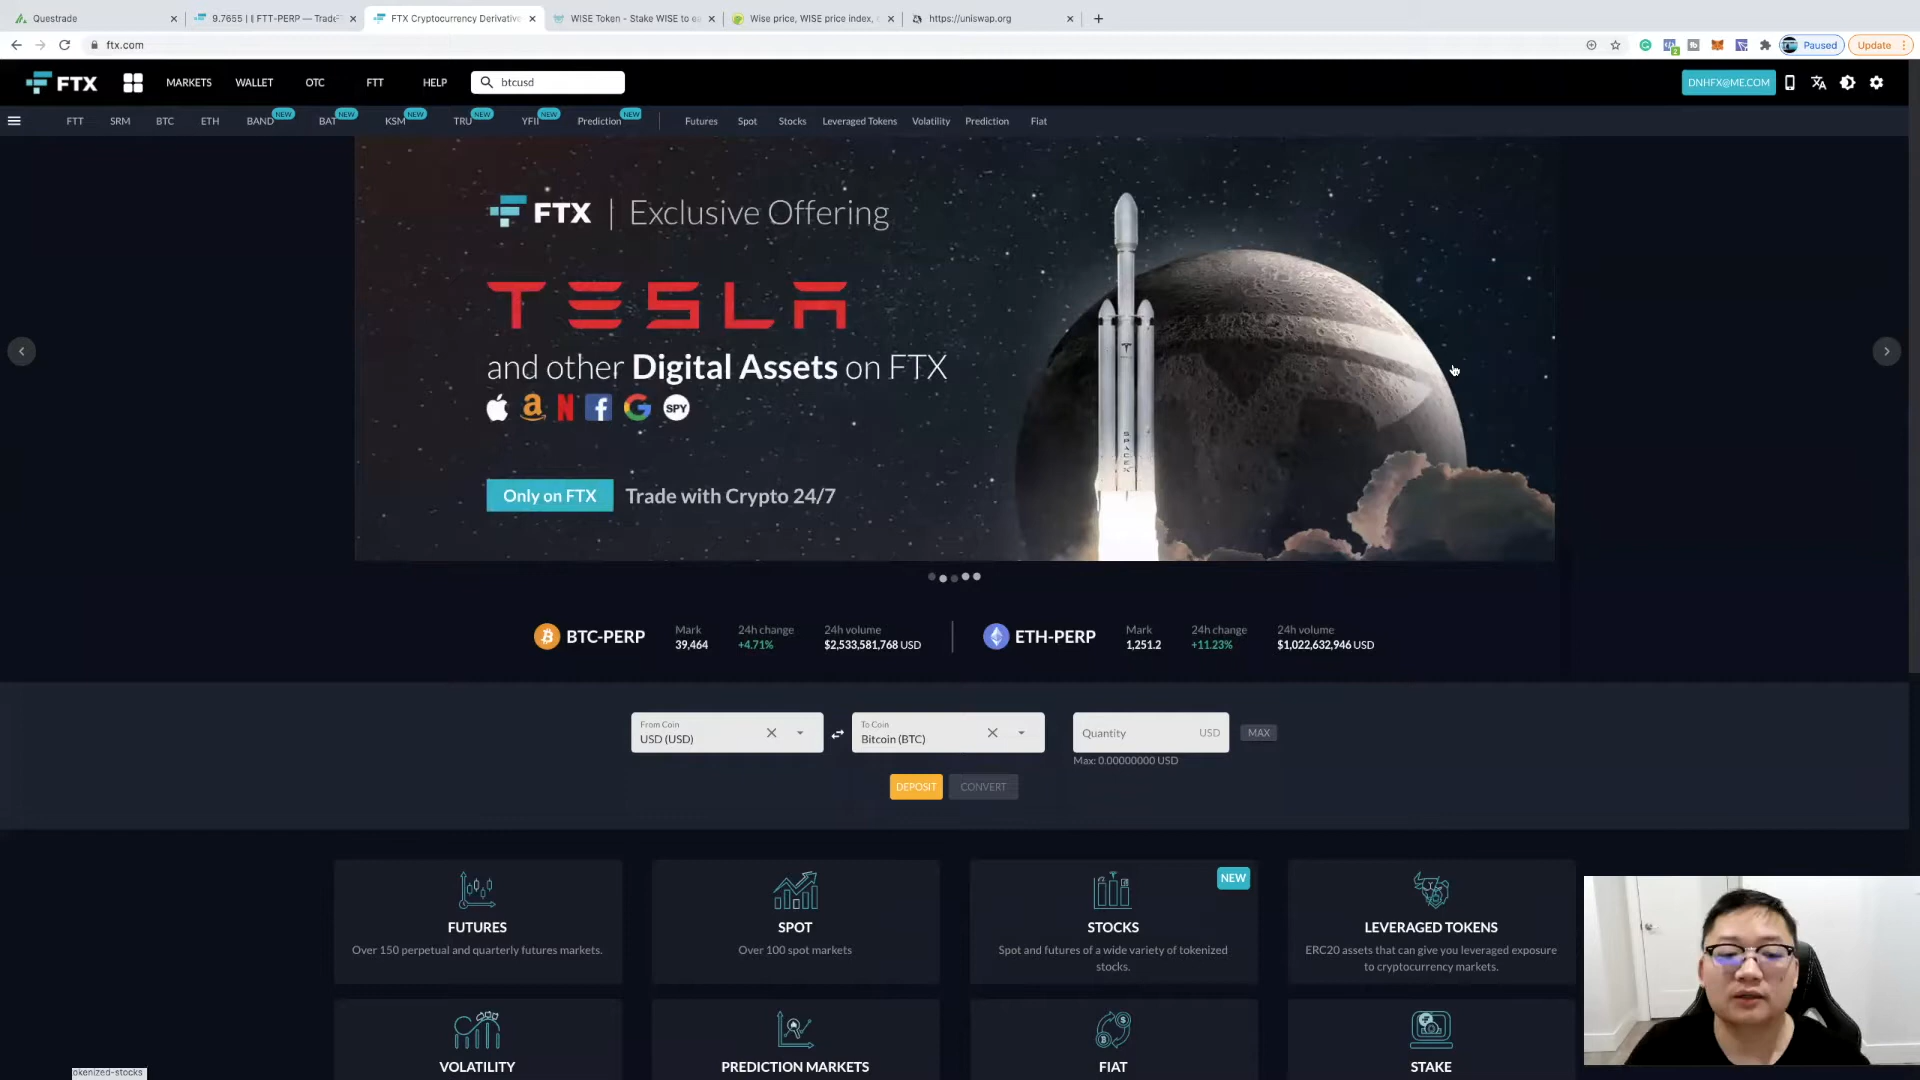 Questrade
9.7655 | | FTT-PERP — Trade
FTX Cryptocurrency Derivativ
WISE Token - Stake WISE to e
Wise price, WISE price index,
https://uniswap.org
ftx.com
Paused
Update
FTX
MARKETS
WALLET
OTC
FTT
HELP
btcusd
DNHFX@ME.COM
FTT
SRM
BTC
ETH
BAND NEW
BAT NEW
KSM NEW
TRU NEW
YFII NEW
Prediction NEW
Futures
Spot
Stocks
Leveraged Tokens
Volatility
Prediction
Fiat
FTX | Exclusive Offering
TESLA
and other Digital Assets on FTX
SPY
Only on FTX
Trade with Crypto 24/7
SPACEX
BTC-PERP
Mark
39,464
24h change
+4.71%
24h volume
$2,533,581,768 USD
ETH-PERP
Mark
1,251.2
24h change
+11.23%
24h volume
$1,022,632,946 USD
From Coin
USD (USD)
To Coin
Bitcoin (BTC)
Quantity
USD
MAX
Max: 0.00000000 USD
DEPOSIT
CONVERT
FUTURES
Over 150 perpetual and quarterly futures markets.
SPOT
Over 100 spot markets
NEW
STOCKS
Spot and futures of a wide variety of tokenized
stocks.
LEVERAGED TOKENS
ERC20 assets that can give you leveraged exposure
to cryptocurrency markets.
VOLATILITY
PREDICTION MARKETS
FIAT
STAKE
okenized-stocks